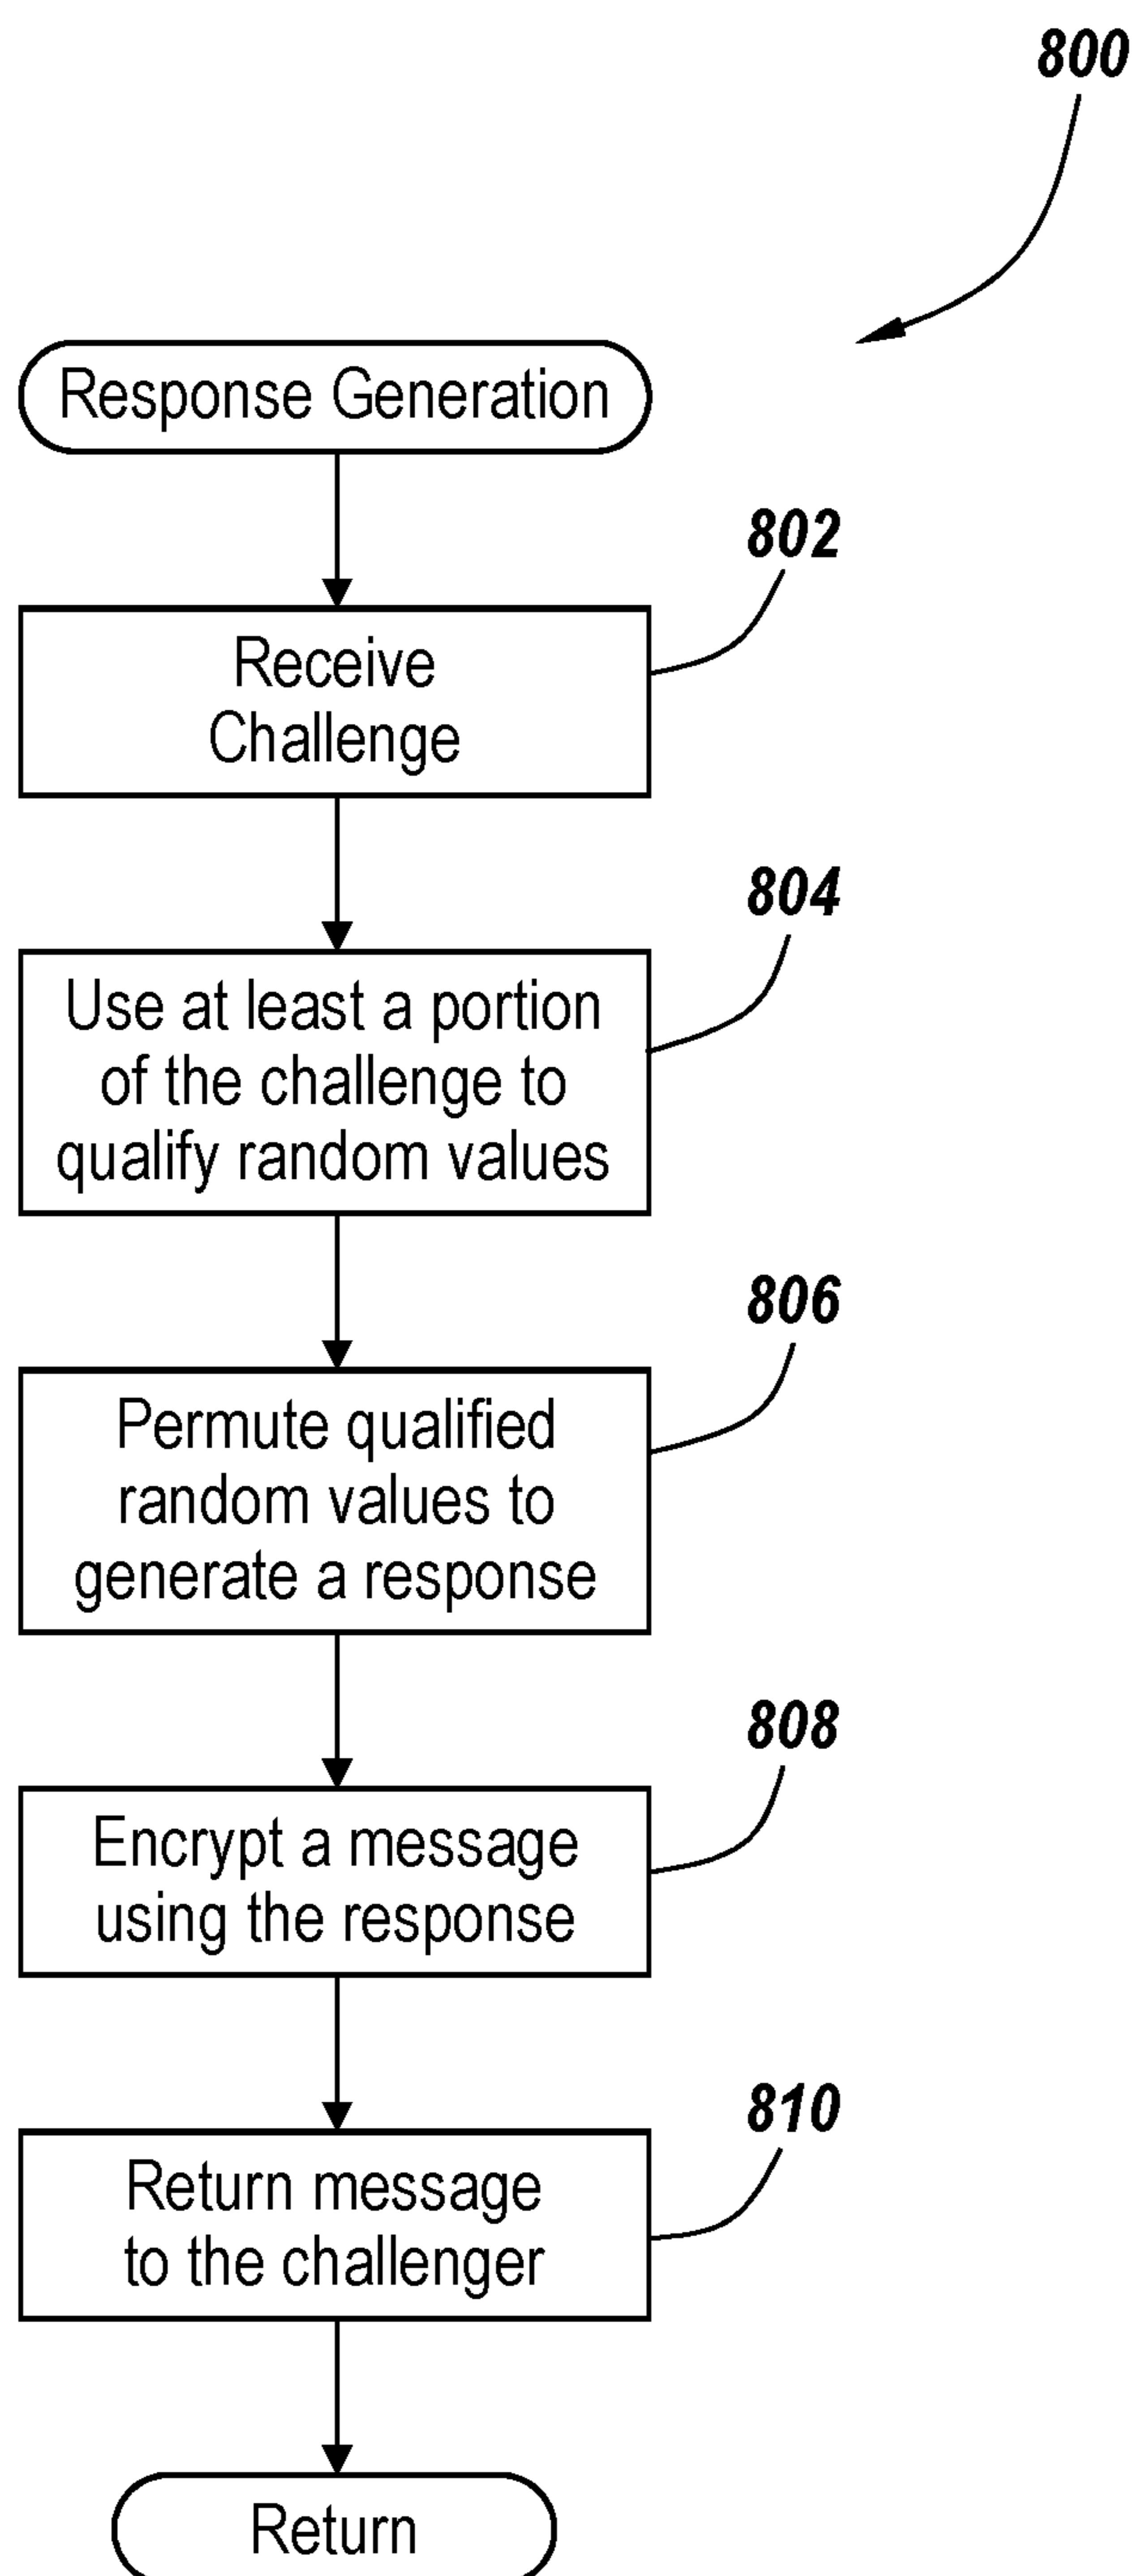 800
Response Generation
802
Receive
Challenge
804
Use at least a portion
of the challenge to
qualify random values
806
Permute qualified
random values to
generate a response
808
Encrypt a message
using the response
810
Return message
to the challenger
Return